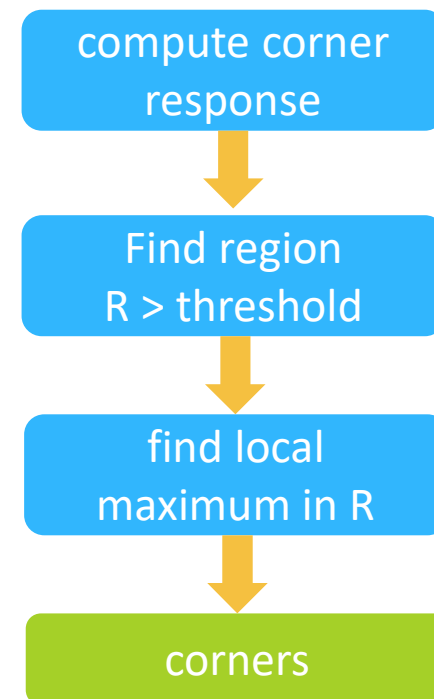 compute corner
response
Find region
R > threshold
find local
maximum in R
corners